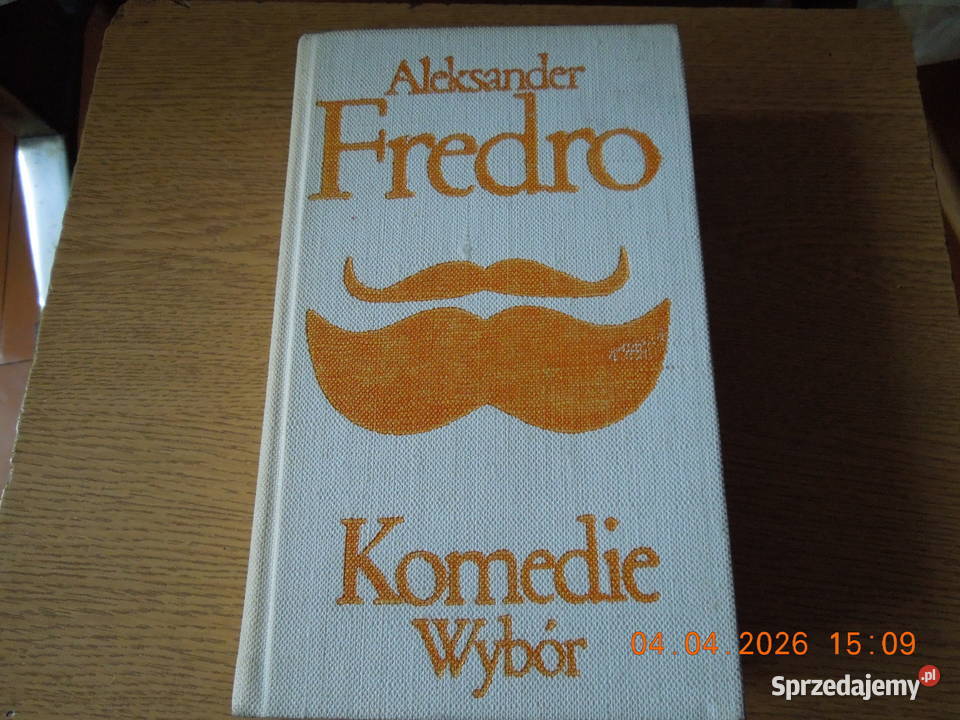 Aleksander
Fredro
Komedie
Wybór
04.04.2026 15:09
Sprzedajemy.pl